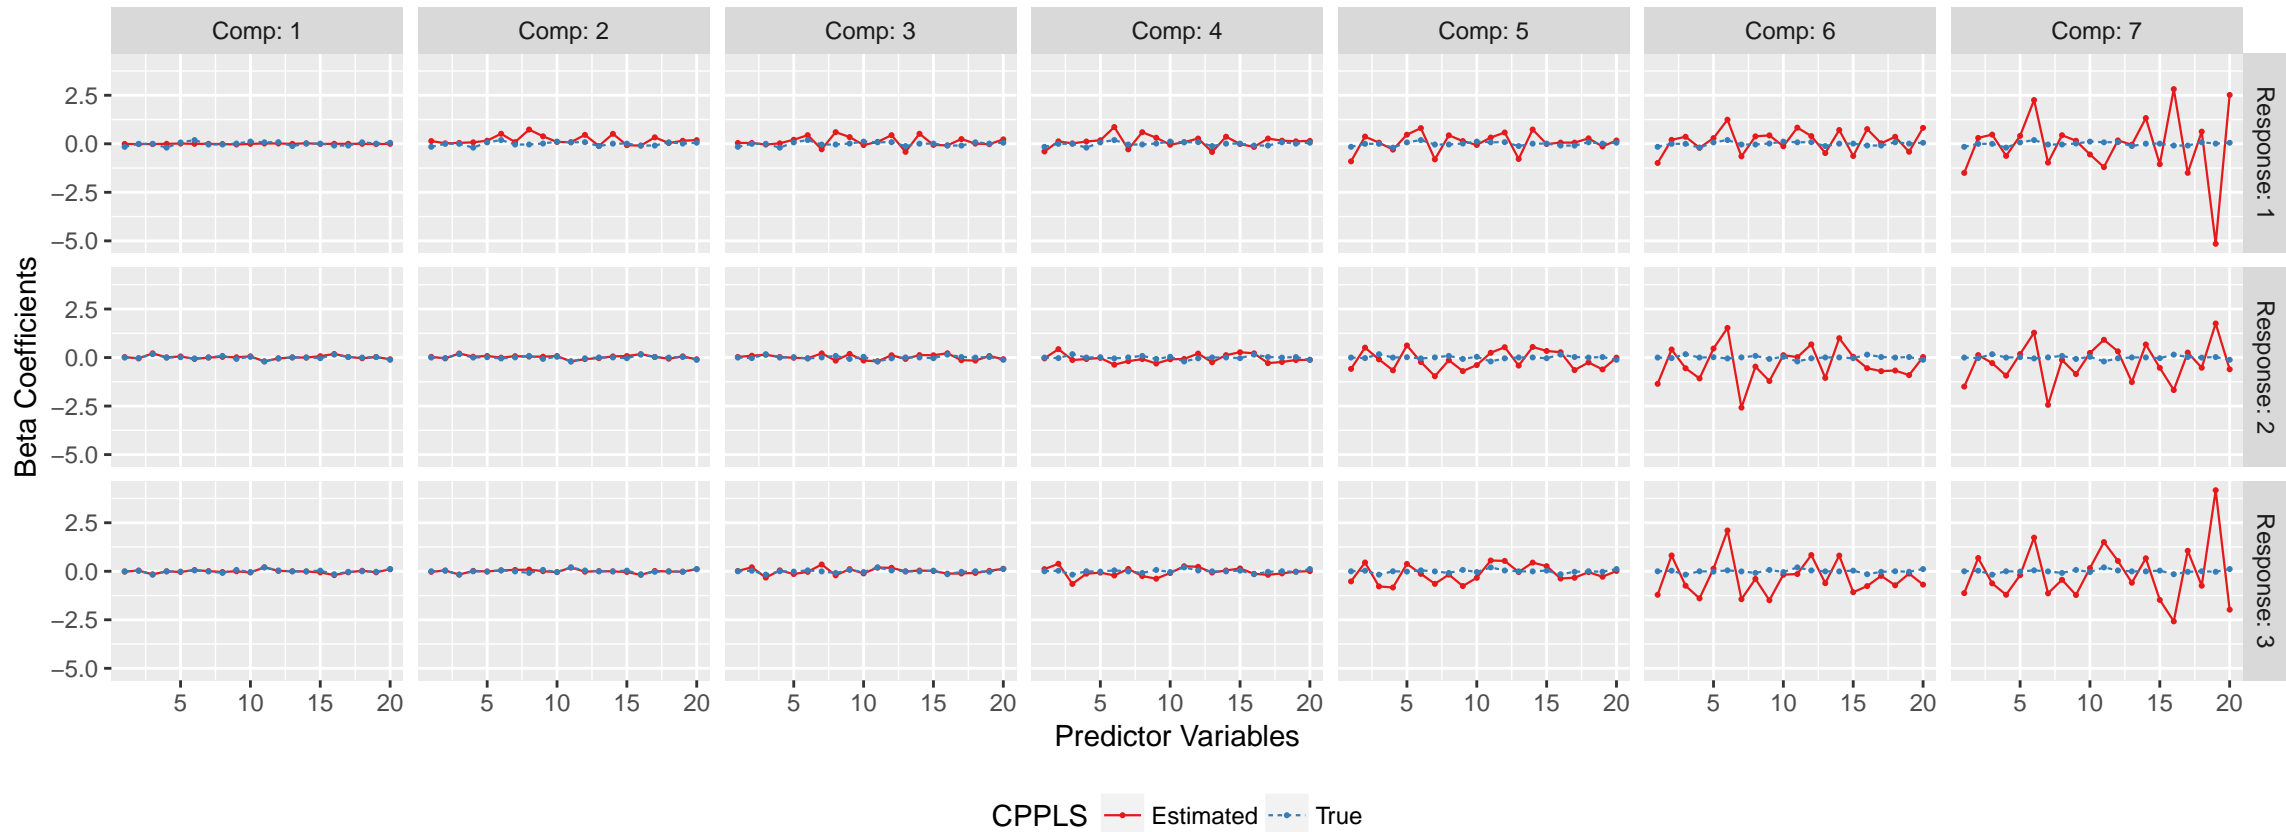 Comp: 1 Comp: 2 Comp: 3 Comp: 4 Comp: 5 Comp: 6 Comp: 7
2.5
0.0
−2.5
−5.0
Response: 1
2.5
0.0
−2.5
−5.0
Response: 2
2.5
0.0
−2.5
−5.0
Response: 3
Beta Coefficients
5 10 15 20 5 10 15 20 5 10 15 20 5 10 15 20 5 10 15 20 5 10 15 20 5 10 15 20
Predictor Variables
CPPLS Estimated True